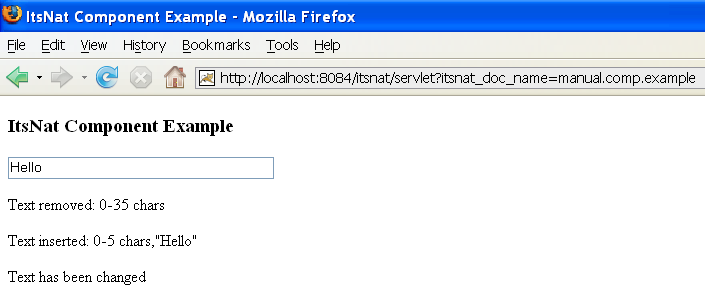 ItsNat Component Example - Mozilla Firefox
File Edit View History Bookmarks Tools Help
http://localhost:8084/itsnat/servlet?itsnat_doc_name=manual.comp.example
ItsNat Component Example
Hello
Text removed: 0-35 chars
Text inserted: 0-5 chars,"Hello"
Text has been changed